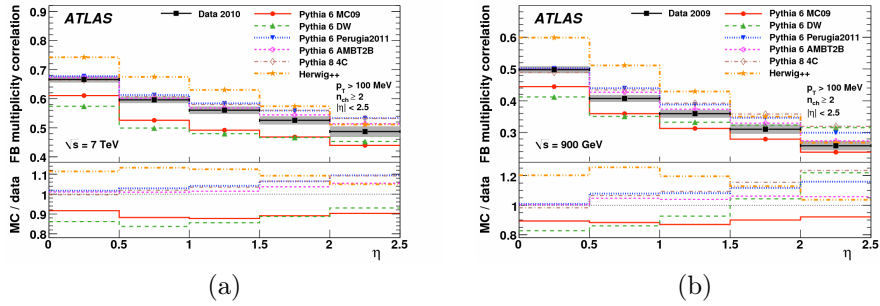 ATLAS
Data 2010
Pythia 6 MC09
Pythia 6 DW
Pythia 6 Perugia2011
Pythia 6 AMBT2B
Pythia 8 4C
Herwig++
p_T > 100 MeV
n_ch ≥ 2
|η| < 2.5
√s = 7 TeV
FB multiplicity correlation
0.9
0.8
0.7
0.6
0.5
0.4
MC / data
1.1
1
0.9
0.8
0 0.5 1 1.5 2 2.5
η
(a)
ATLAS
Data 2009
Pythia 6 MC09
Pythia 6 DW
Pythia 6 Perugia2011
Pythia 6 AMBT2B
Pythia 8 4C
Herwig++
p_T > 100 MeV
n_ch ≥ 2
|η| < 2.5
√s = 900 GeV
FB multiplicity correlation
0.7
0.6
0.5
0.4
0.3
MC / data
1.2
1
0.8
0 0.5 1 1.5 2 2.5
η
(b)